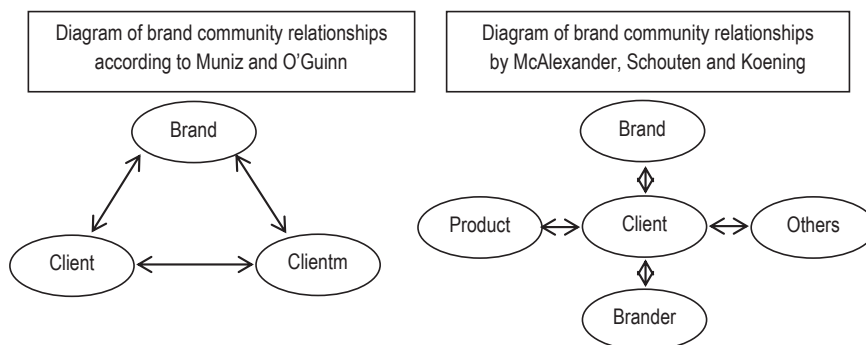 Diagram of brand community relationships
according to Muniz and O'Guinn
Brand
Client
Clientm
Diagram of brand community relationships
by McAlexander, Schouten and Koening
Brand
Product
Client
Others
Brander